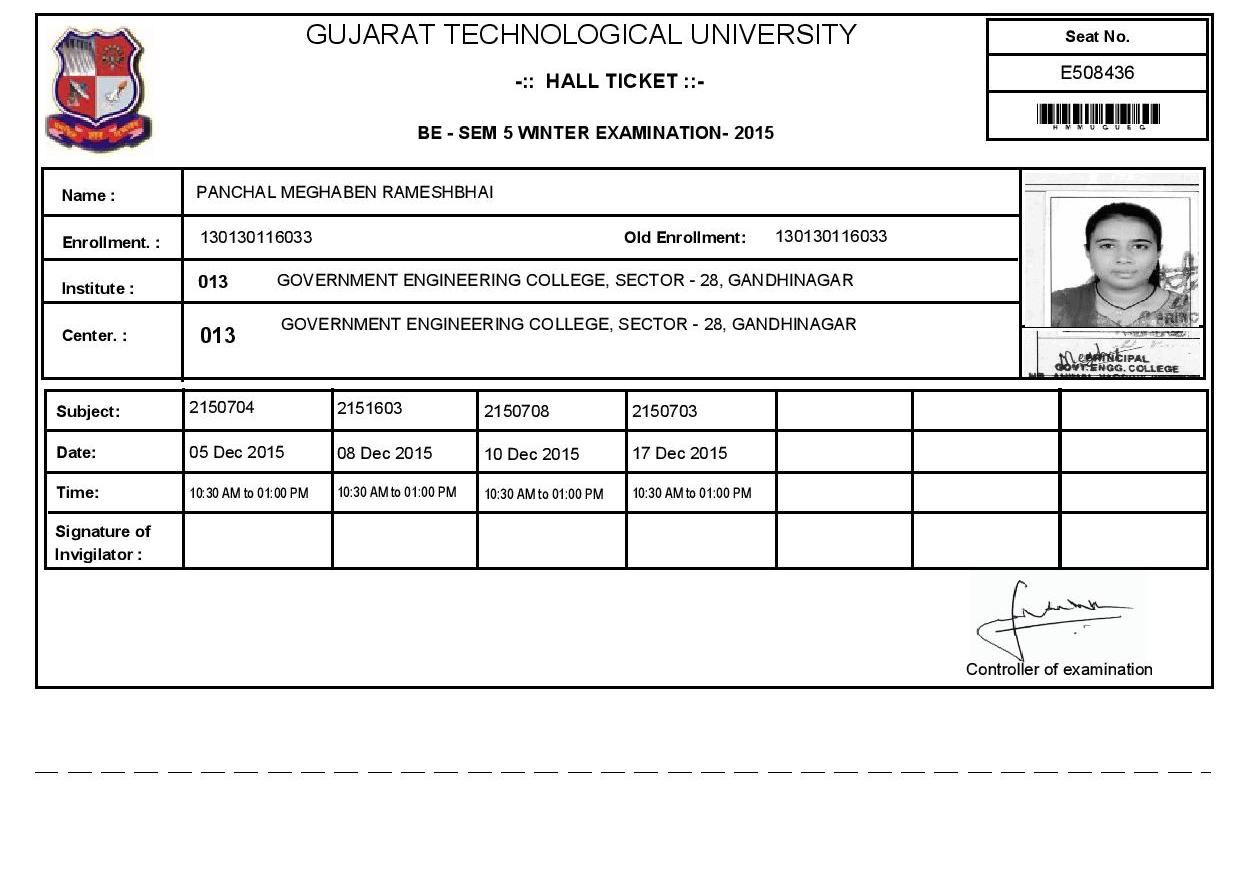 GUJARAT TECHNOLOGICAL UNIVERSITY
-:: HALL TICKET ::-
BE - SEM 5 WINTER EXAMINATION- 2015
Seat No.
E508436
H M M U G U E G
Name : PANCHAL MEGHABEN RAMESHBHAI
Enrollment. : 130130116033 Old Enrollment: 130130116033
Institute : 013 GOVERNMENT ENGINEERING COLLEGE, SECTOR - 28, GANDHINAGAR
Center. : 013 GOVERNMENT ENGINEERING COLLEGE, SECTOR - 28, GANDHINAGAR
PRINCIPAL
GOVT.ENGG. COLLEGE
Subject: 2150704 2151603 2150708 2150703
Date: 05 Dec 2015 08 Dec 2015 10 Dec 2015 17 Dec 2015
Time: 10:30 AM to 01:00 PM 10:30 AM to 01:00 PM 10:30 AM to 01:00 PM 10:30 AM to 01:00 PM
Signature of
Invigilator :
Controller of examination